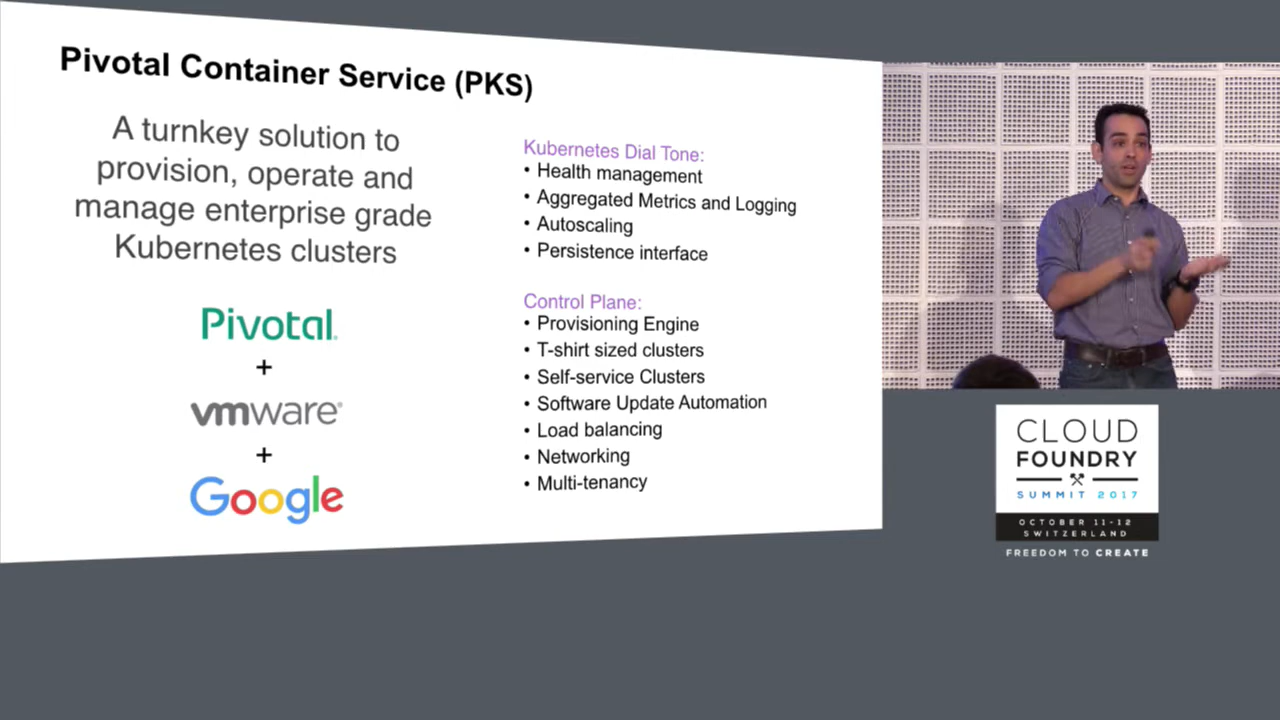 Pivotal Container Service (PKS)
A turnkey solution to
provision, operate and
manage enterprise grade
Kubernetes clusters
Pivotal
+
vmware®
+
Google
Kubernetes Dial Tone:
• Health management
• Aggregated Metrics and Logging
• Autoscaling
• Persistence interface
Control Plane:
• Provisioning Engine
• T-shirt sized clusters
• Self-service Clusters
• Software Update Automation
• Load balancing
• Networking
• Multi-tenancy
CLOUD
FOUNDRY
SUMMIT 2017
OCTOBER 11-12
SWITZERLAND
FREEDOM TO CREATE